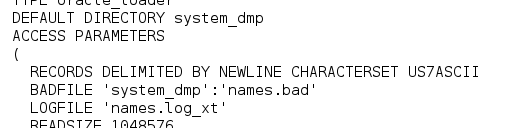 TYPE oracle_loader
DEFAULT DIRECTORY system_dmp
ACCESS PARAMETERS
(
RECORDS DELIMITED BY NEWLINE CHARACTERSET US7ASCII
BADFILE 'system_dmp':'names.bad'
LOGFILE 'names.log_xt'
READSIZE 1048576